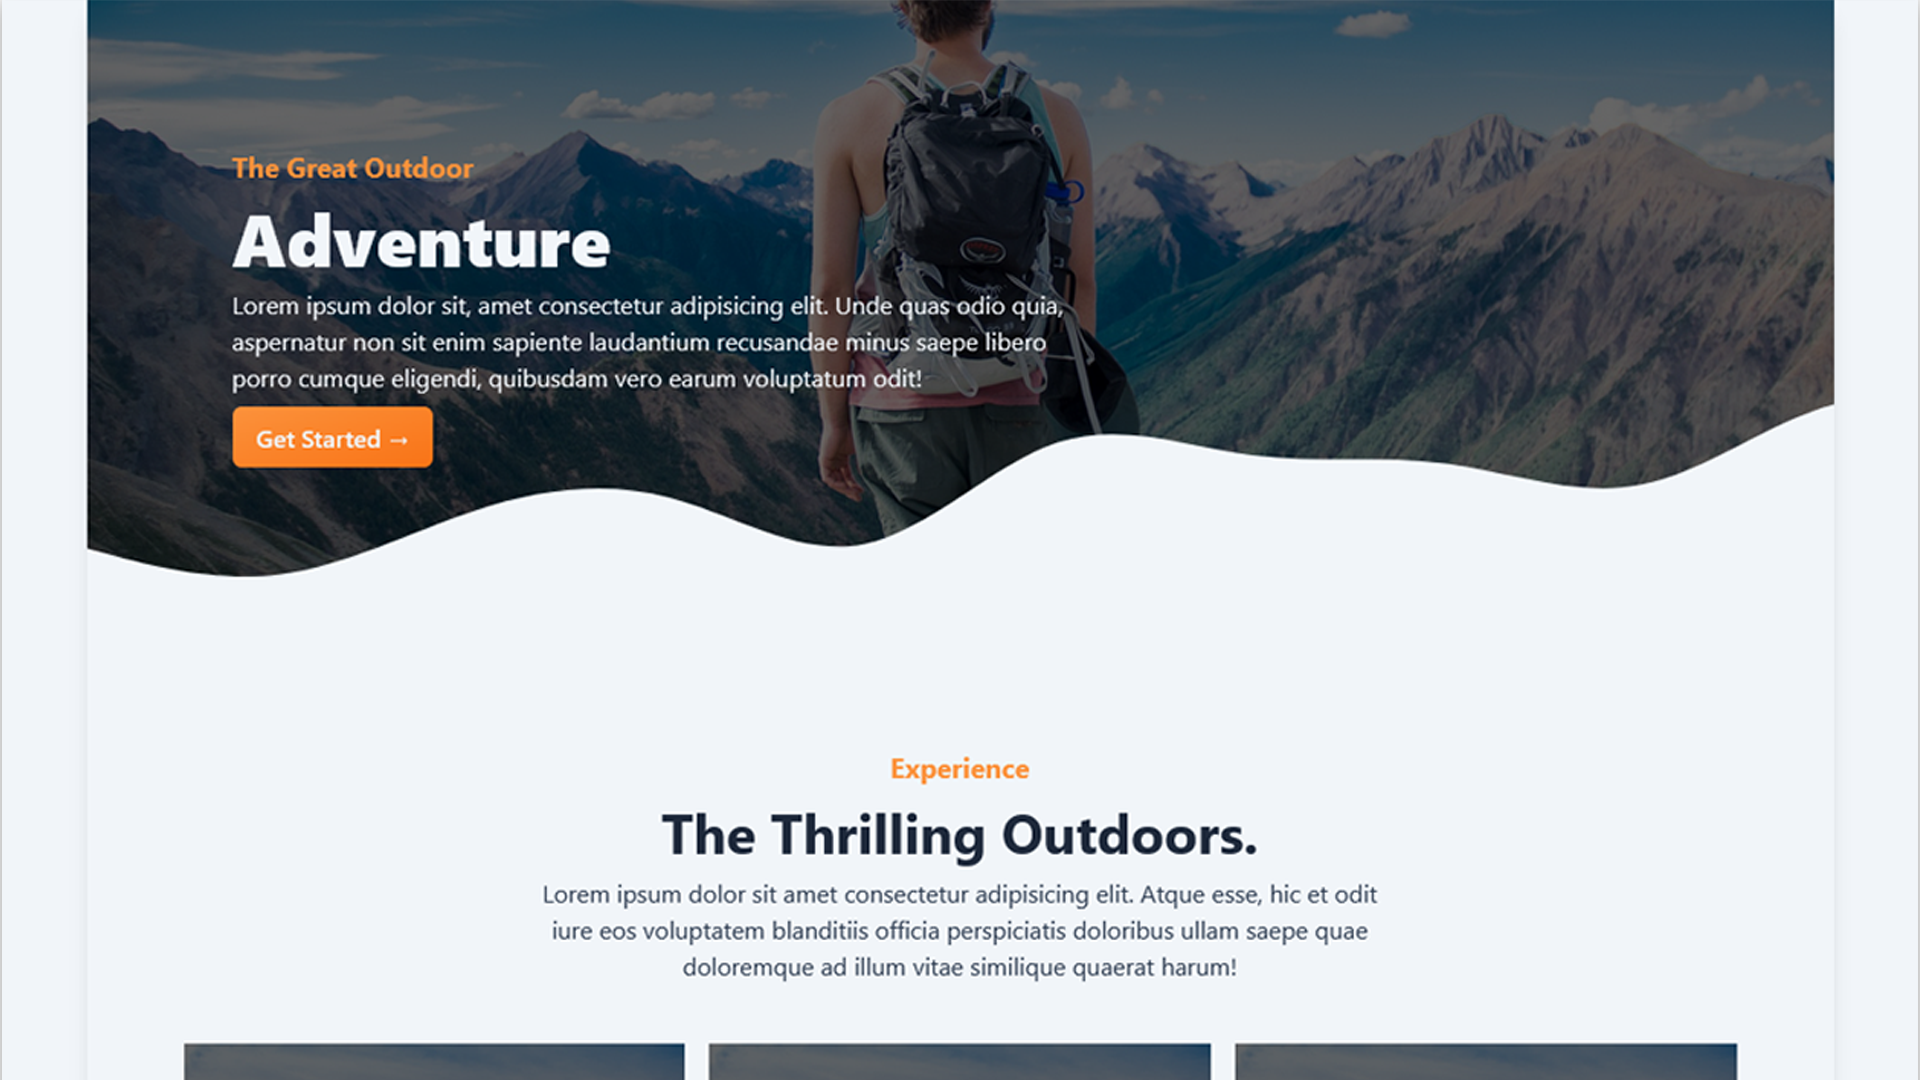 The Great Outdoor
Adventure
Lorem ipsum dolor sit, amet consectetur adipisicing elit. Unde quas odio quia,
aspernatur non sit enim sapiente laudantium recusandae minus saepe libero
porro cumque eligendi, quibusdam vero earum voluptatum odit!
Get Started →
Experience
The Thrilling Outdoors.
Lorem ipsum dolor sit amet consectetur adipisicing elit. Atque esse, hic et odit
iure eos voluptatem blanditiis officia perspiciatis doloribus ullam saepe quae
doloremque ad illum vitae similique quaerat harum!